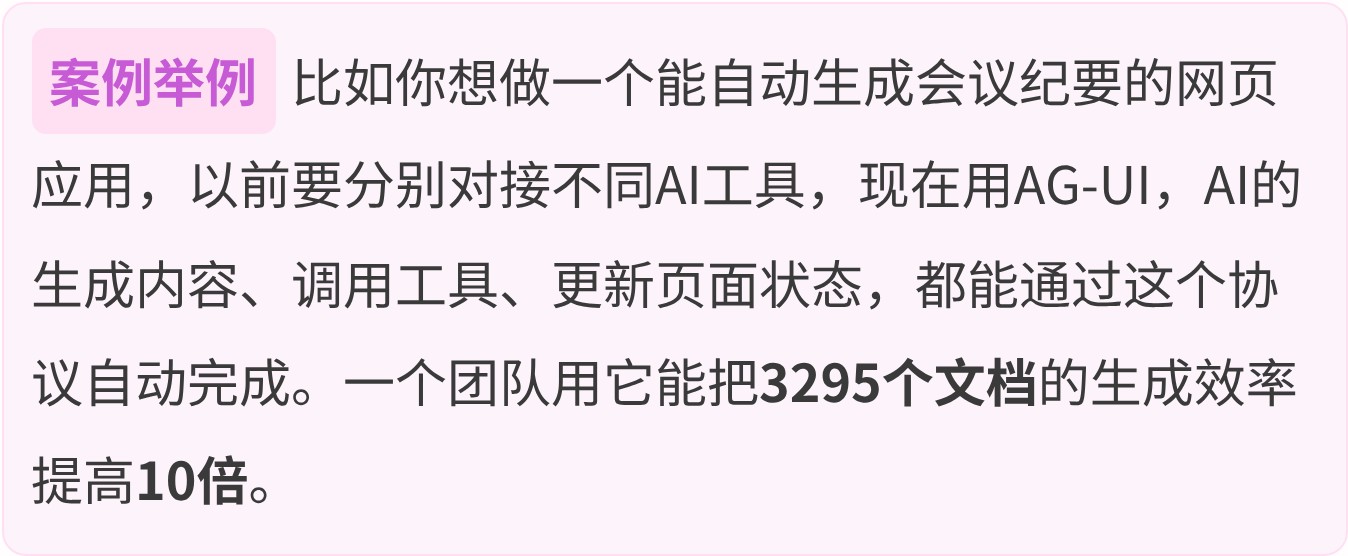 案例举例 比如你想做一个能自动生成会议纪要的网页
应用，以前要分别对接不同AI工具，现在用AG-UI，AI的
生成内容、调用工具、更新页面状态，都能通过这个协
议自动完成。一个团队用它能把3295个文档的生成效率
提高10倍。